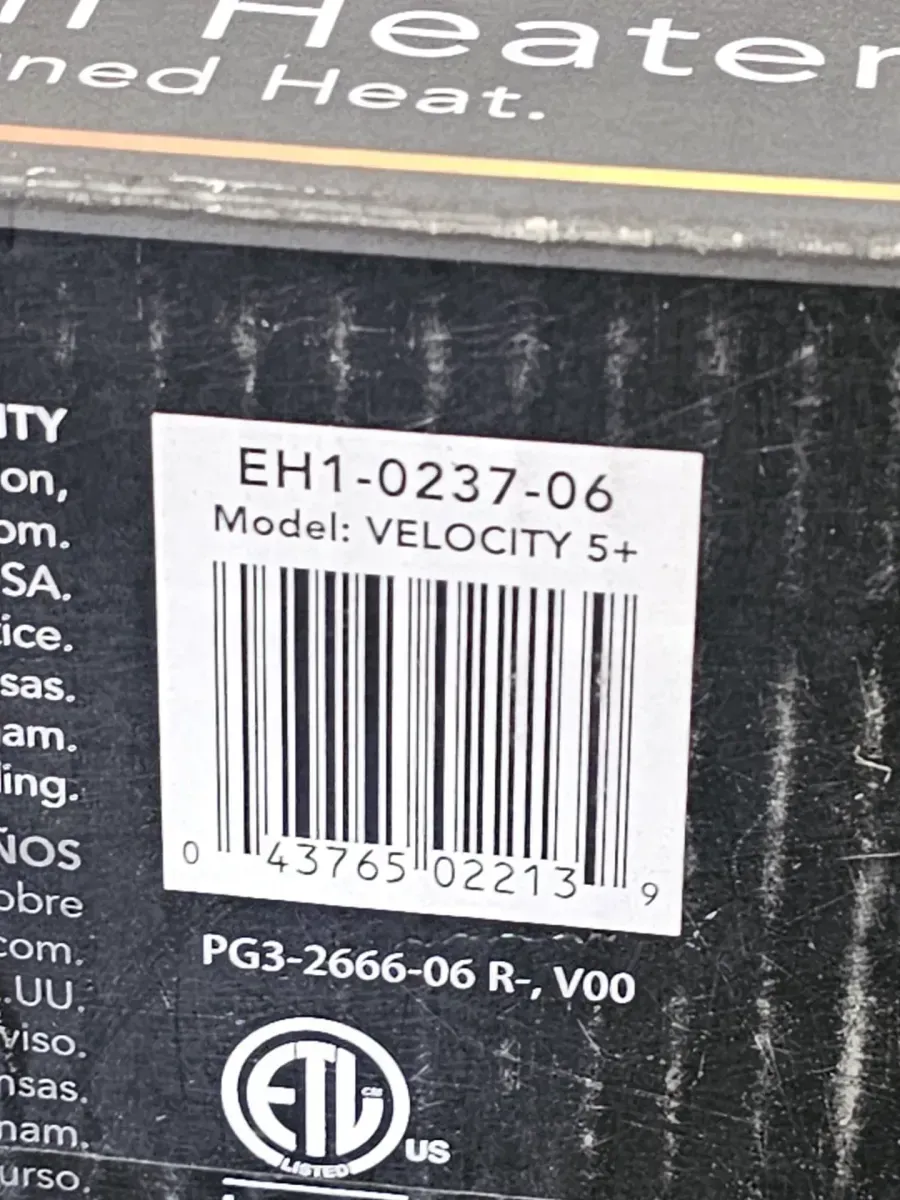 Heater
Heat.
EH1-0237-06
Model: VELOCITY 5+
0 43765 02213 9
PG3-2666-06 R-, V00
ETL
CM
US
LISTED
ITY
on,
om.
SA.
ice.
sas.
am.
ling.
ÑOS
obre
com.
.UU.
viso.
nsas.
nam.
urso.